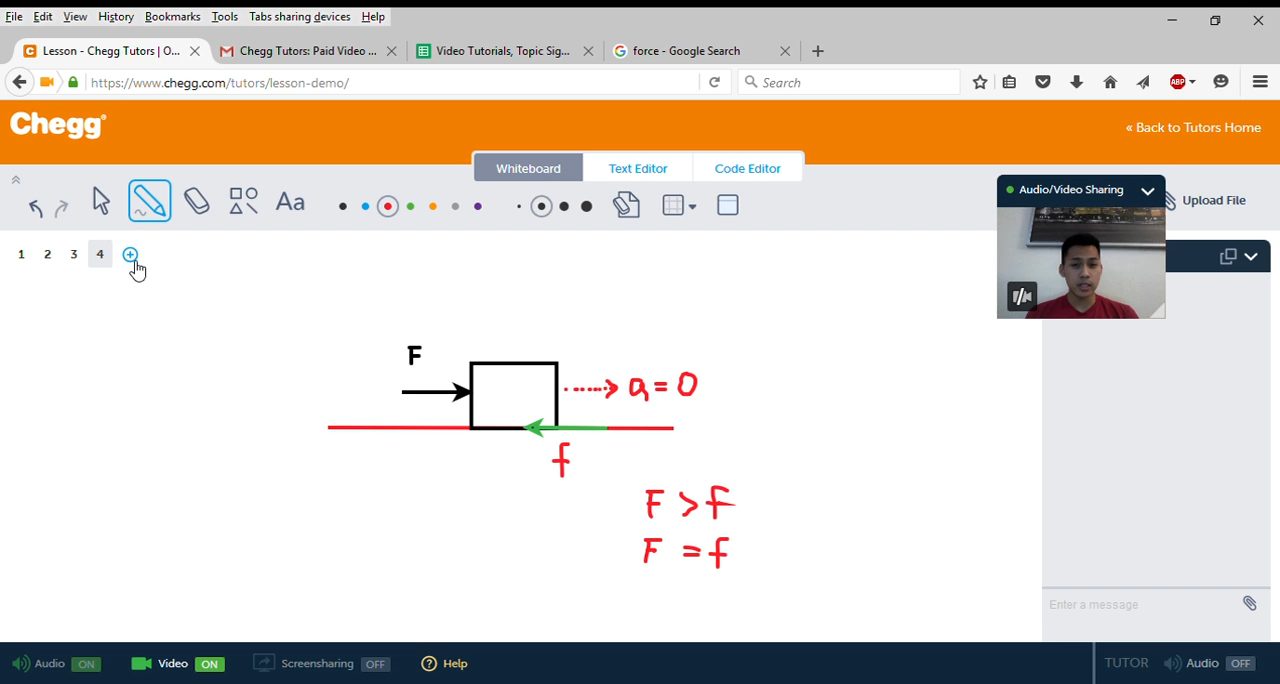 File Edit View History Bookmarks Tools Tabs sharing devices Help
Lesson - Chegg Tutors | O... Chegg Tutors: Paid Video ... Video Tutorials, Topic Sig... force - Google Search
https://www.chegg.com/tutors/lesson-demo/ Search ABP
Chegg
« Back to Tutors Home
Whiteboard Text Editor Code Editor
Aa
Audio/Video Sharing
Upload File
1 2 3 4
F
a = 0
f
F > f
F = f
Enter a message
Audio ON Video ON Screensharing OFF ? Help TUTOR Audio OFF